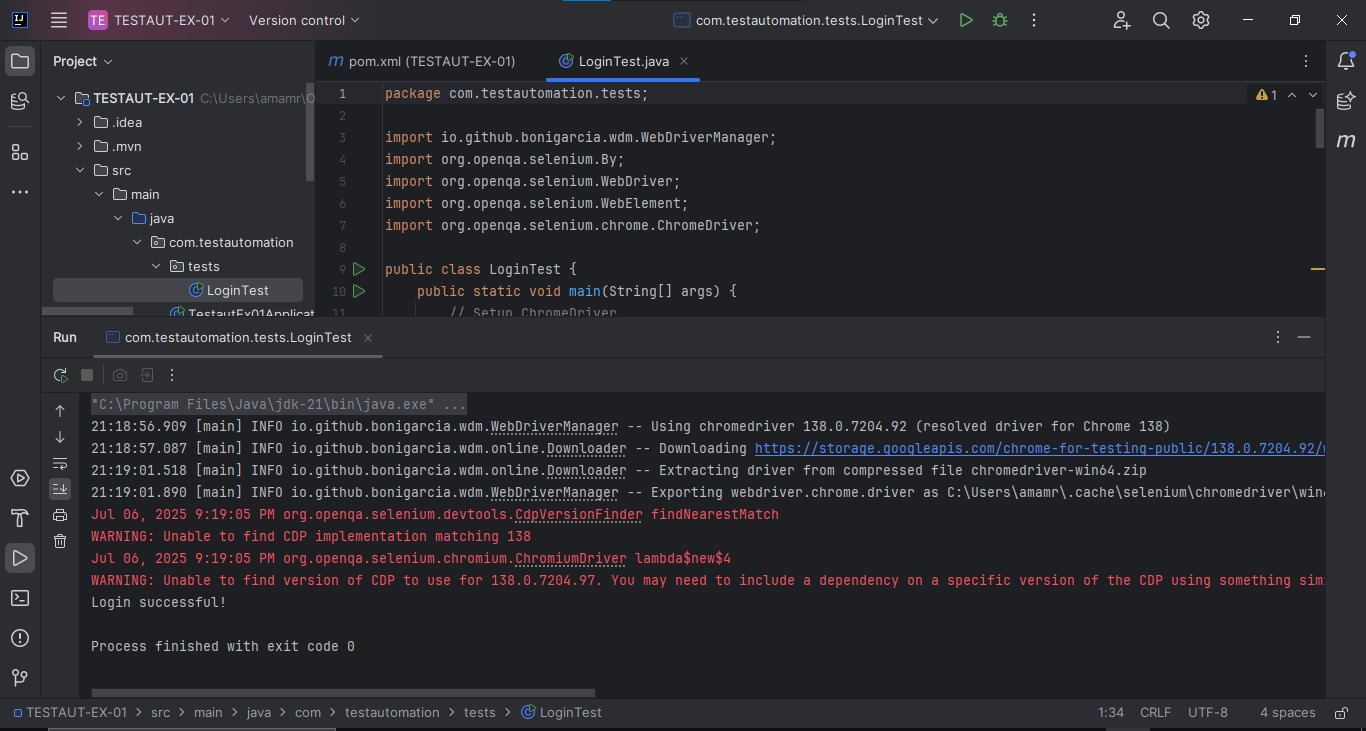 TE TESTAUT-EX-01 Version control com.testautomation.tests.LoginTest
Project
TESTAUT-EX-01 C:\Users\amamr\O
.idea
.mvn
src
main
java
com.testautomation
tests
LoginTest
TestautEx01Applicat
m pom.xml (TESTAUT-EX-01) LoginTest.java
1 package com.testautomation.tests;
1
2
3 import io.github.bonigarcia.wdm.WebDriverManager;
4 import org.openqa.selenium.By;
5 import org.openqa.selenium.WebDriver;
6 import org.openqa.selenium.WebElement;
7 import org.openqa.selenium.chrome.ChromeDriver;
8
9 public class LoginTest {
10 public static void main(String[] args) {
11 // Setup ChromeDriver
m
Run com.testautomation.tests.LoginTest
"C:\Program Files\Java\jdk-21\bin\java.exe" ...
21:18:56.909 [main] INFO io.github.bonigarcia.wdm.WebDriverManager -- Using chromedriver 138.0.7204.92 (resolved driver for Chrome 138)
21:18:57.087 [main] INFO io.github.bonigarcia.wdm.online.Downloader -- Downloading https://storage.googleapis.com/chrome-for-testing-public/138.0.7204.92/
21:19:01.518 [main] INFO io.github.bonigarcia.wdm.online.Downloader -- Extracting driver from compressed file chromedriver-win64.zip
21:19:01.890 [main] INFO io.github.bonigarcia.wdm.WebDriverManager -- Exporting webdriver.chrome.driver as C:\Users\amamr\.cache\selenium\chromedriver\win
Jul 06, 2025 9:19:05 PM org.openqa.selenium.devtools.CdpVersionFinder findNearestMatch
WARNING: Unable to find CDP implementation matching 138
Jul 06, 2025 9:19:05 PM org.openqa.selenium.chromium.ChromiumDriver lambda$new$4
WARNING: Unable to find version of CDP to use for 138.0.7204.97. You may need to include a dependency on a specific version of the CDP using something sim
Login successful!
Process finished with exit code 0
TESTAUT-EX-01 > src > main > java > com > testautomation > tests > LoginTest 1:34 CRLF UTF-8 4 spaces